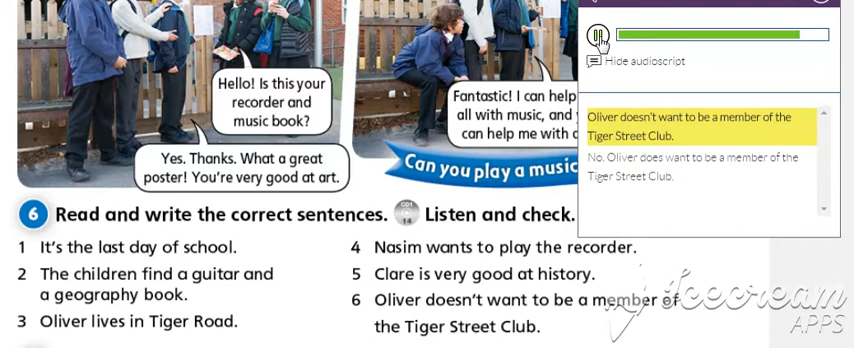 Hello! Is this your
recorder and
music book?
Yes. Thanks. What a great
poster! You're very good at art.
Fantastic! I can help
all with music, and
can help me with
Can you play a music
Hide audioscript
Oliver doesn't want to be a member of the
Tiger Street Club.
No. Oliver does want to be a member of the
Tiger Street Club.
6 Read and write the correct sentences. CD1 14 Listen and check.
1 It's the last day of school.
2 The children find a guitar and
a geography book.
3 Oliver lives in Tiger Road.
4 Nasim wants to play the recorder.
5 Clare is very good at history.
6 Oliver doesn't want to be a member of
the Tiger Street Club.
Icecream
APPS